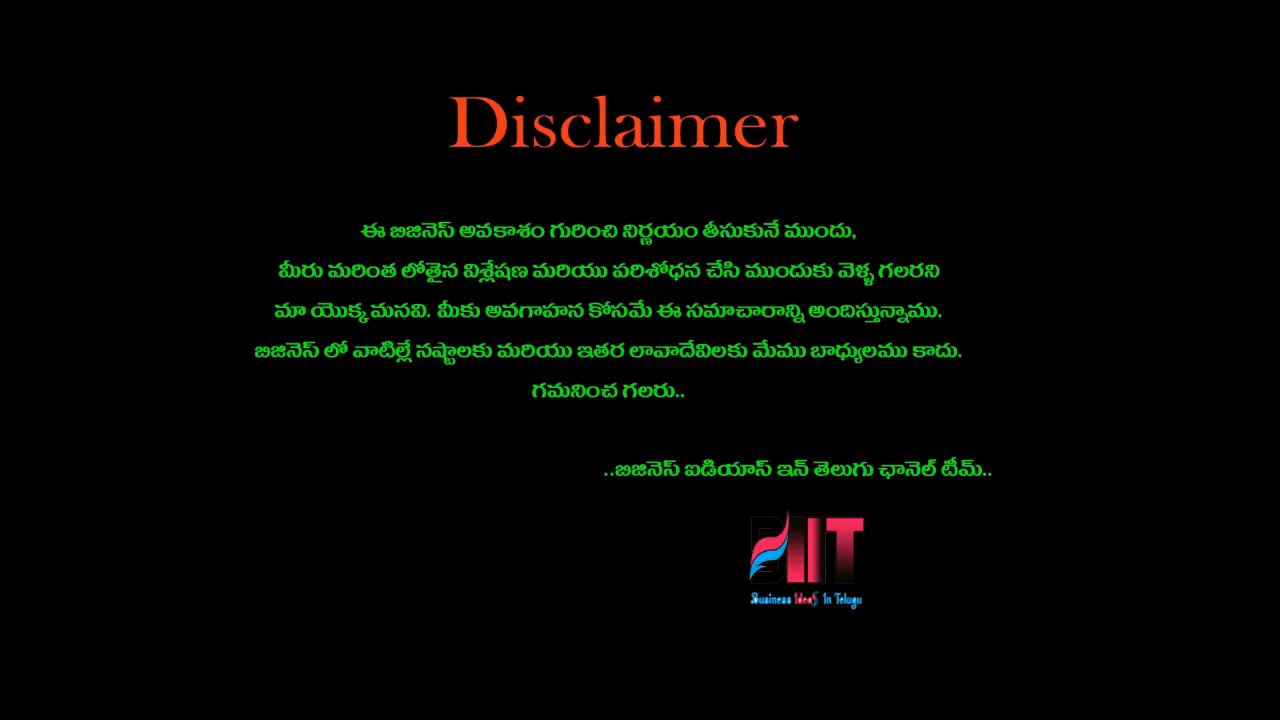 Disclaimer
ఈ బిజినెస్ అవకాశం గురించి నిర్ణయం తీసుకునే ముందు,
మీరు మరింత లోతైన విశ్లేషణ మరియు పరిశోధన చేసి ముందుకు వెళ్ళ గలరని
మా యొక్క మనవి. మీకు అవగాహన కోసమే ఈ సమాచారాన్ని అందిస్తున్నాము.
బిజినెస్ లో వాటిల్లే నష్టాలకు మరియు ఇతర లావాదేవిలకు మేము బాధ్యులము కాదు.
గమనించ గలరు..
..బిజినెస్ ఐడియాస్ ఇన్ తెలుగు ఛానెల్ టీమ్..
BIIT
Business Ideas In Telugu